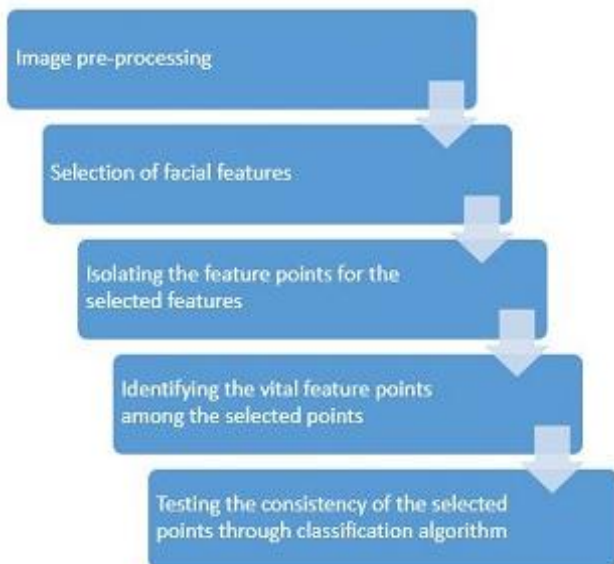 Image pre-processing
Selection of facial features
Isolating the feature points for the
selected features
Identifying the vital feature points
among the selected points
Testing the consistency of the selected
points through classification algorithm